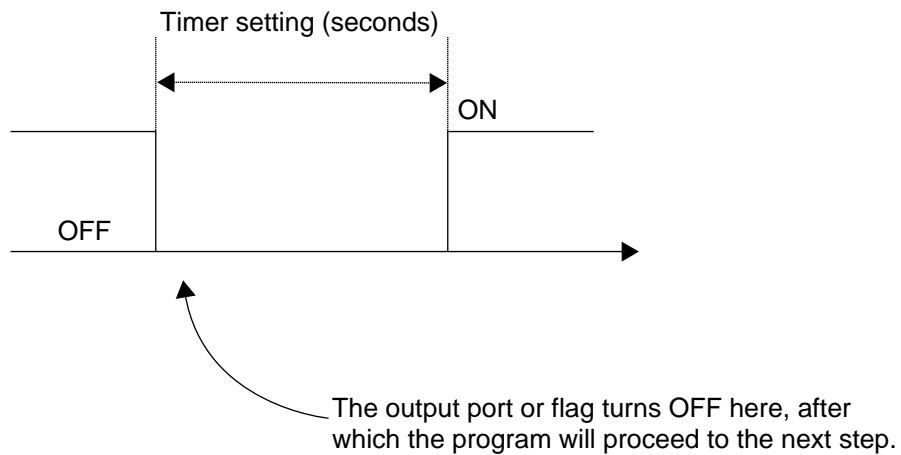 Timer setting (seconds)
ON
OFF
The output port or flag turns OFF here, after
which the program will proceed to the next step.